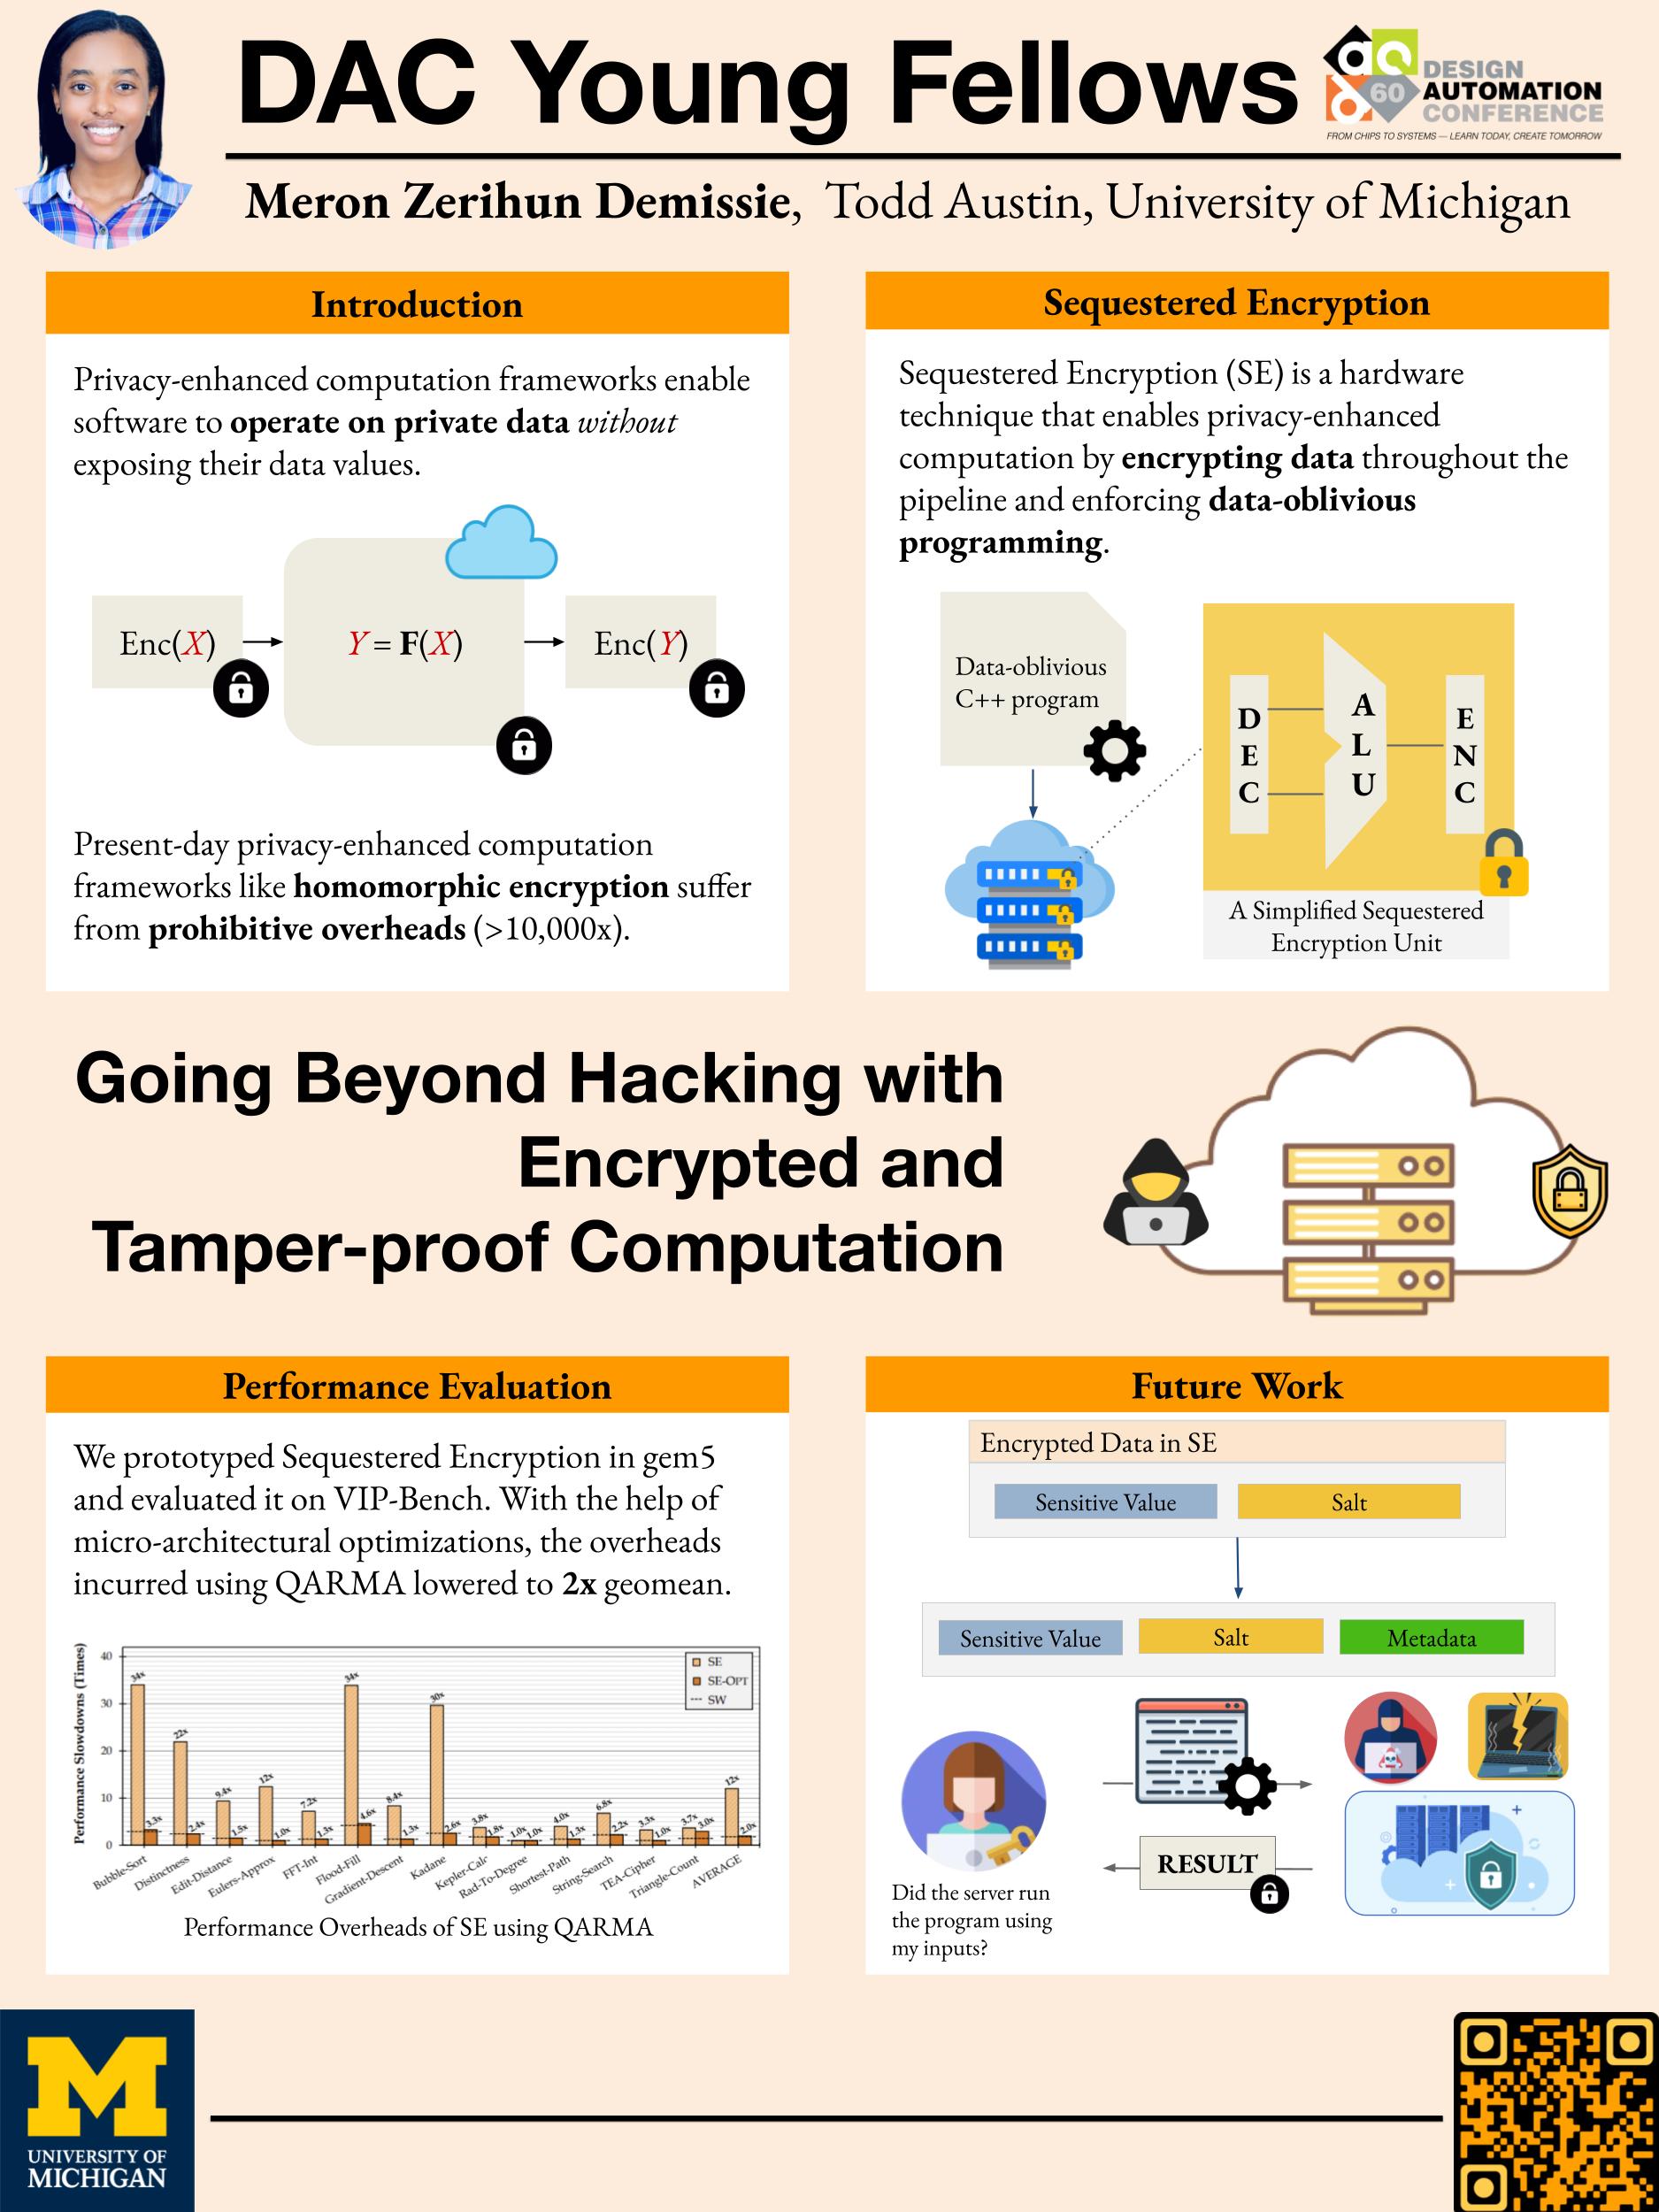 DAC Young Fellows
DESIGN
AUTOMATION
CONFERENCE
60
FROM CHIPS TO SYSTEMS — LEARN TODAY, CREATE TOMORROW
Meron Zerihun Demissie, Todd Austin, University of Michigan
Introduction
Privacy-enhanced computation frameworks enable
software to operate on private data without
exposing their data values.
Enc(X)
Y = F(X)
Enc(Y)
Present-day privacy-enhanced computation
frameworks like homomorphic encryption suffer
from prohibitive overheads (>10,000x).
Sequestered Encryption
Sequestered Encryption (SE) is a hardware
technique that enables privacy-enhanced
computation by encrypting data throughout the
pipeline and enforcing data-oblivious
programming.
Data-oblivious
C++ program
DEC
ALU
ENC
A Simplified Sequestered
Encryption Unit
Going Beyond Hacking with
Encrypted and
Tamper-proof Computation
Performance Evaluation
We prototyped Sequestered Encryption in gem5
and evaluated it on VIP-Bench. With the help of
micro-architectural optimizations, the overheads
incurred using QARMA lowered to 2x geomean.
Performance Slowdowns (Times)
40
30
20
10
0
SE
SE-OPT
SW
34x 3.3x 22x 2.4x 9.4x 1.5x 12x 1.0x 7.2x 1.3x 34x 4.6x 8.4x 1.3x 30x 2.6x 3.8x 1.8x 1.0x 1.0x 4.0x 1.3x 6.8x 2.2x 3.3x 1.0x 3.7x 3.0x 12x 2.0x
Bubble-Sort
Distinctness
Edit-Distance
Eulers-Approx
FFT-Int
Flood-Fill
Gradient-Descent
Kadane
Kepler-Calc
Rad-To-Degree
Shortest-Path
String-Search
TEA-Cipher
Triangle-Count
AVERAGE
Performance Overheads of SE using QARMA
Future Work
Encrypted Data in SE
Sensitive Value
Salt
Sensitive Value
Salt
Metadata
RESULT
Did the server run
the program using
my inputs?
M
UNIVERSITY OF
MICHIGAN